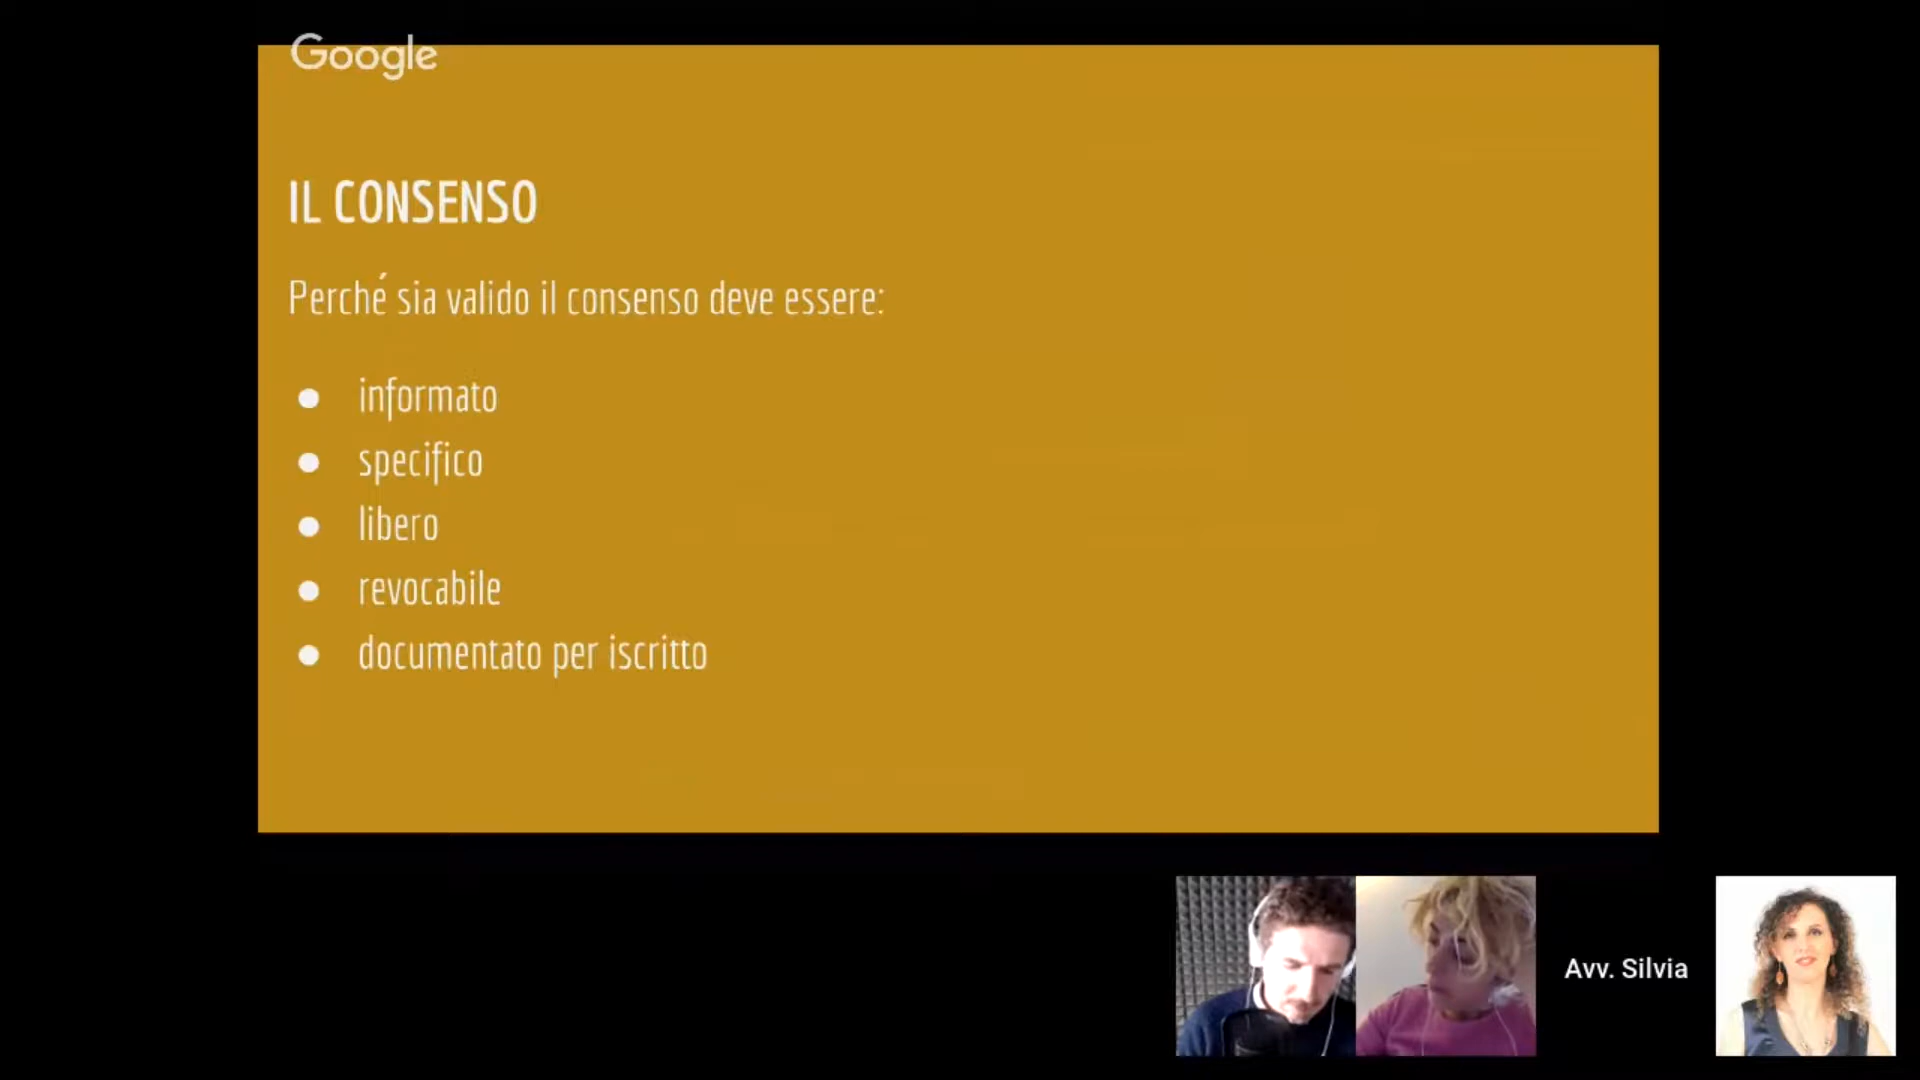 Google
IL CONSENSO
Perché sia valido il consenso deve essere:
● informato
● specifico
● libero
● revocabile
● documentato per iscritto
Avv. Silvia